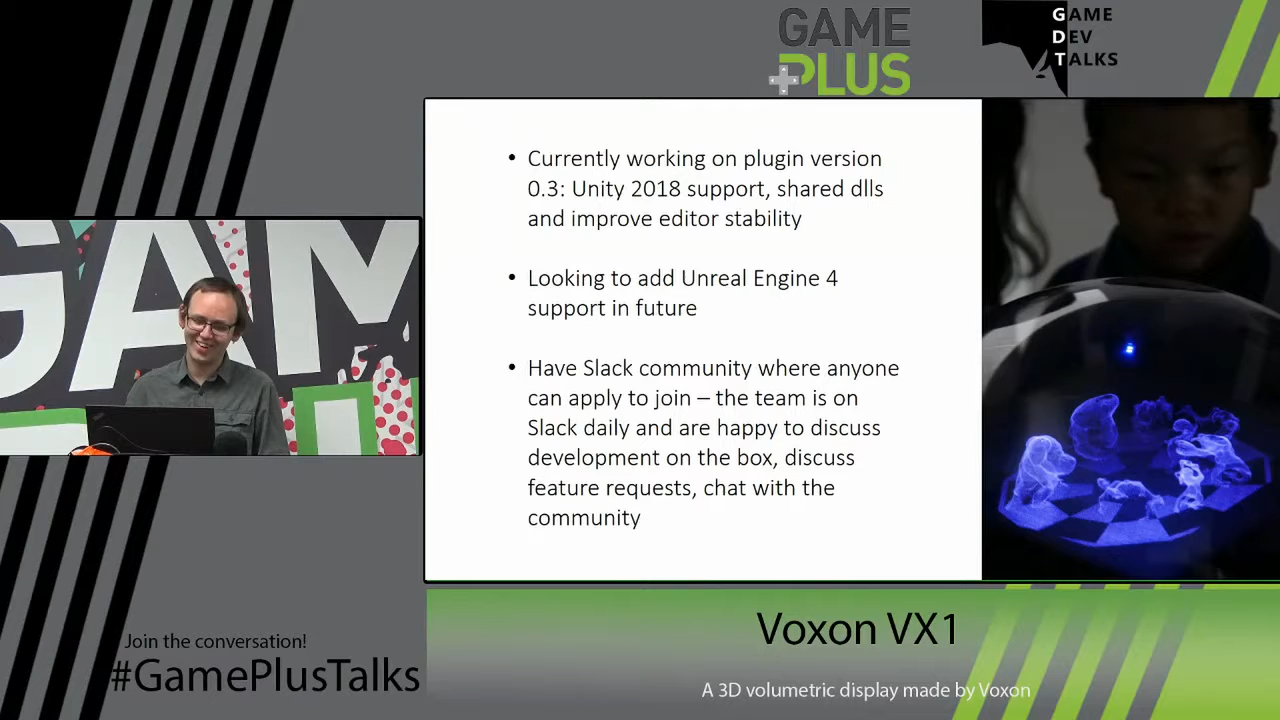 GAME
PLUS
GAME
DEV
TALKS
• Currently working on plugin version
0.3: Unity 2018 support, shared dlls
and improve editor stability
• Looking to add Unreal Engine 4
support in future
• Have Slack community where anyone
can apply to join – the team is on
Slack daily and are happy to discuss
development on the box, discuss
feature requests, chat with the
community
GAM
Join the conversation!
#GamePlusTalks
Voxon VX1
A 3D volumetric display made by Voxon